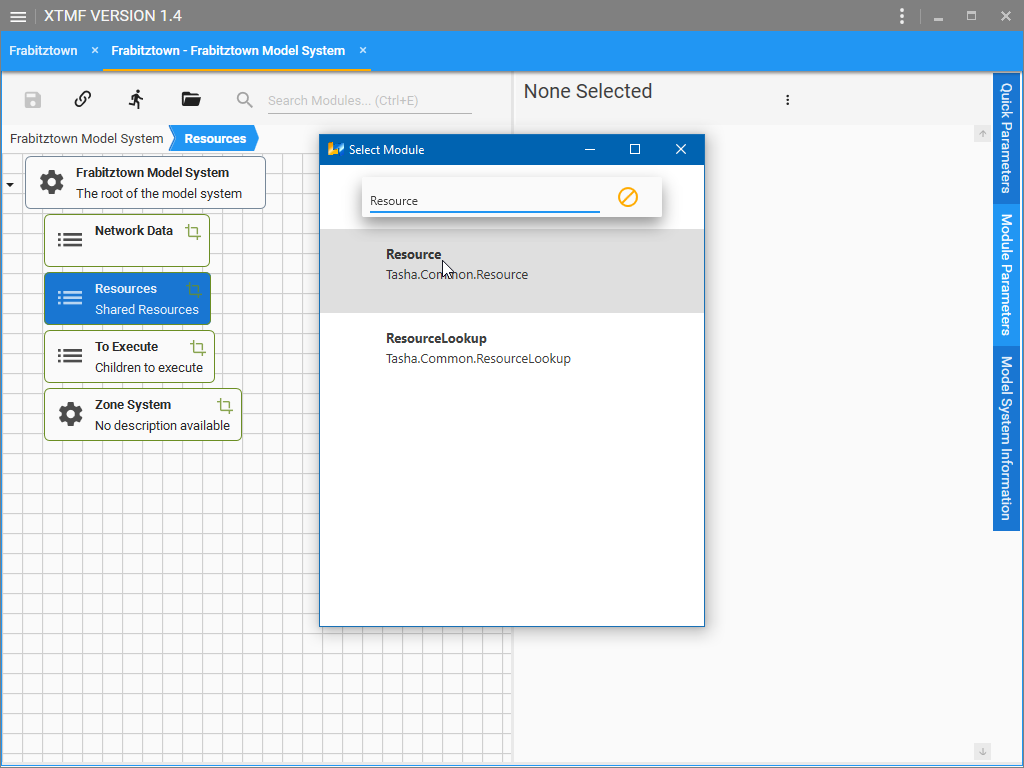 XTMF VERSION 1.4
Frabitztown
Frabitztown - Frabitztown Model System
Search Modules... (Ctrl+E)
Frabitztown Model System
Resources
Frabitztown Model System
The root of the model system
Network Data
Resources
Shared Resources
To Execute
Children to execute
Zone System
No description available
None Selected
Select Module
Resource
Resource
Tasha.Common.Resource
ResourceLookup
Tasha.Common.ResourceLookup
Quick Parameters
Module Parameters
Model System Information